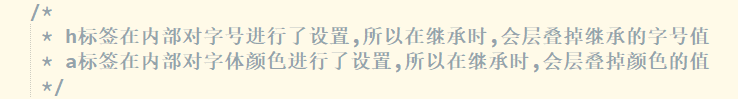 /*
* h标签在内部对字号进行了设置,所以在继承时,会层叠掉继承的字号值
* a标签在内部对字体颜色进行了设置,所以在继承时,会层叠掉颜色的值
*/